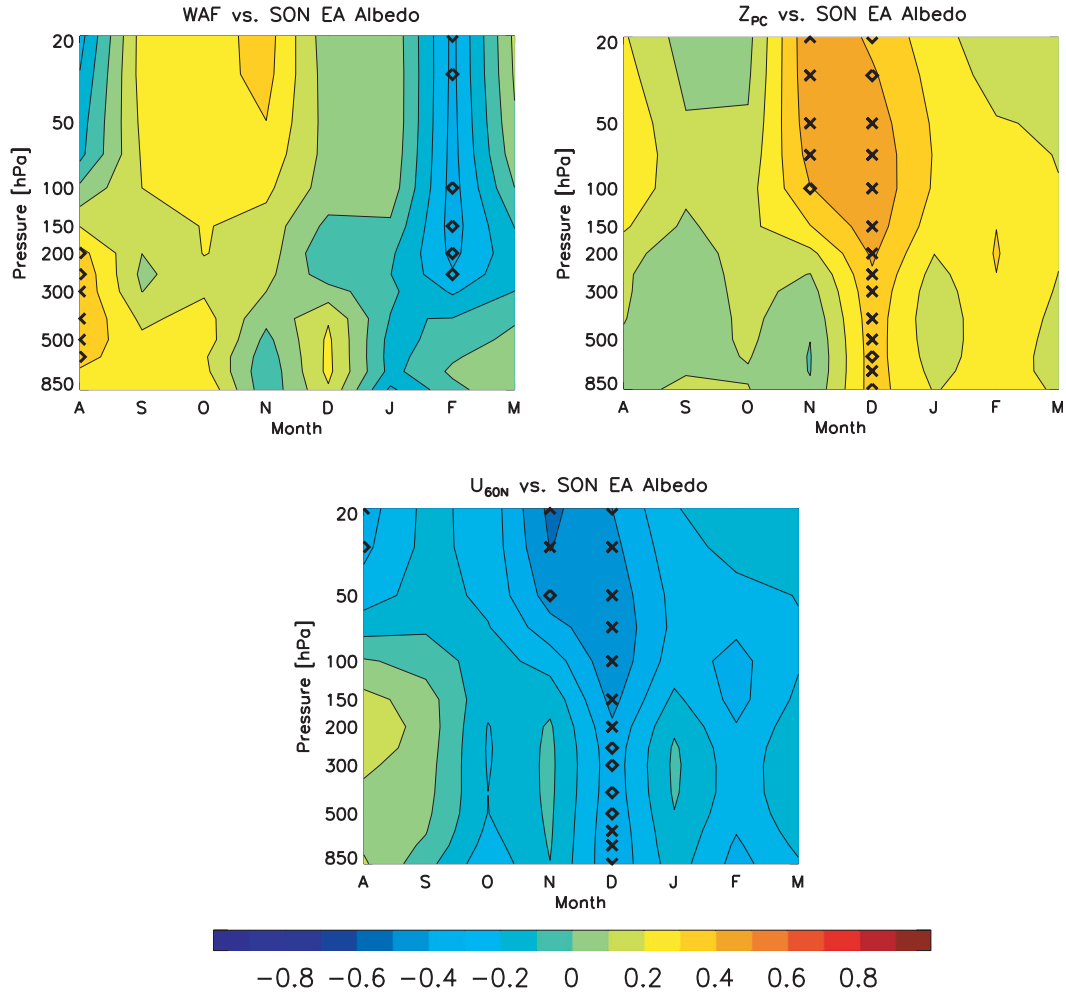 WAF vs. SON EA Albedo
20
50
100
150
200
300
500
850
Pressure [hPa]
A S O N D J F M
Month
Z_PC vs. SON EA Albedo
20
50
100
150
200
300
500
850
Pressure [hPa]
A S O N D J F M
Month
U_60N vs. SON EA Albedo
20
50
100
150
200
300
500
850
Pressure [hPa]
A S O N D J F M
Month
-0.8 -0.6 -0.4 -0.2 0 0.2 0.4 0.6 0.8